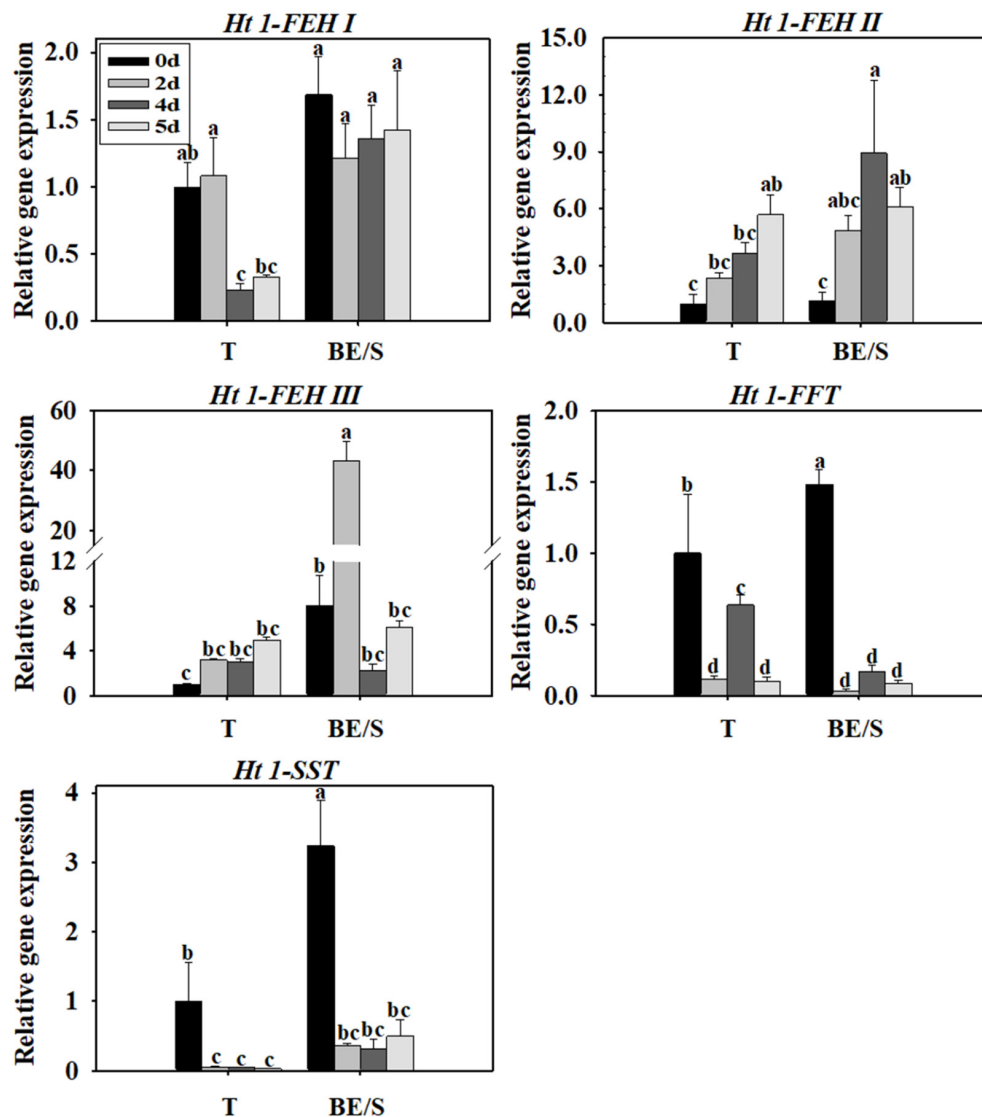 Ht 1-FEH I
Relative gene expression
2.0
1.5
1.0
0.5
0.0
0d
2d
4d
5d
ab
a
c
bc
a
a
a
a
T
BE/S
Ht 1-FEH II
Relative gene expression
15.0
12.0
9.0
6.0
3.0
0.0
c
bc
bc
ab
c
abc
a
ab
T
BE/S
Ht 1-FEH III
Relative gene expression
60
40
20
12
8
4
0
c
bc
bc
bc
b
a
bc
bc
T
BE/S
Ht 1-FFT
Relative gene expression
2.0
1.5
1.0
0.5
0.0
b
d
c
d
a
d
d
d
T
BE/S
Ht 1-SST
Relative gene expression
4
3
2
1
0
b
c
c
c
a
bc
bc
bc
T
BE/S